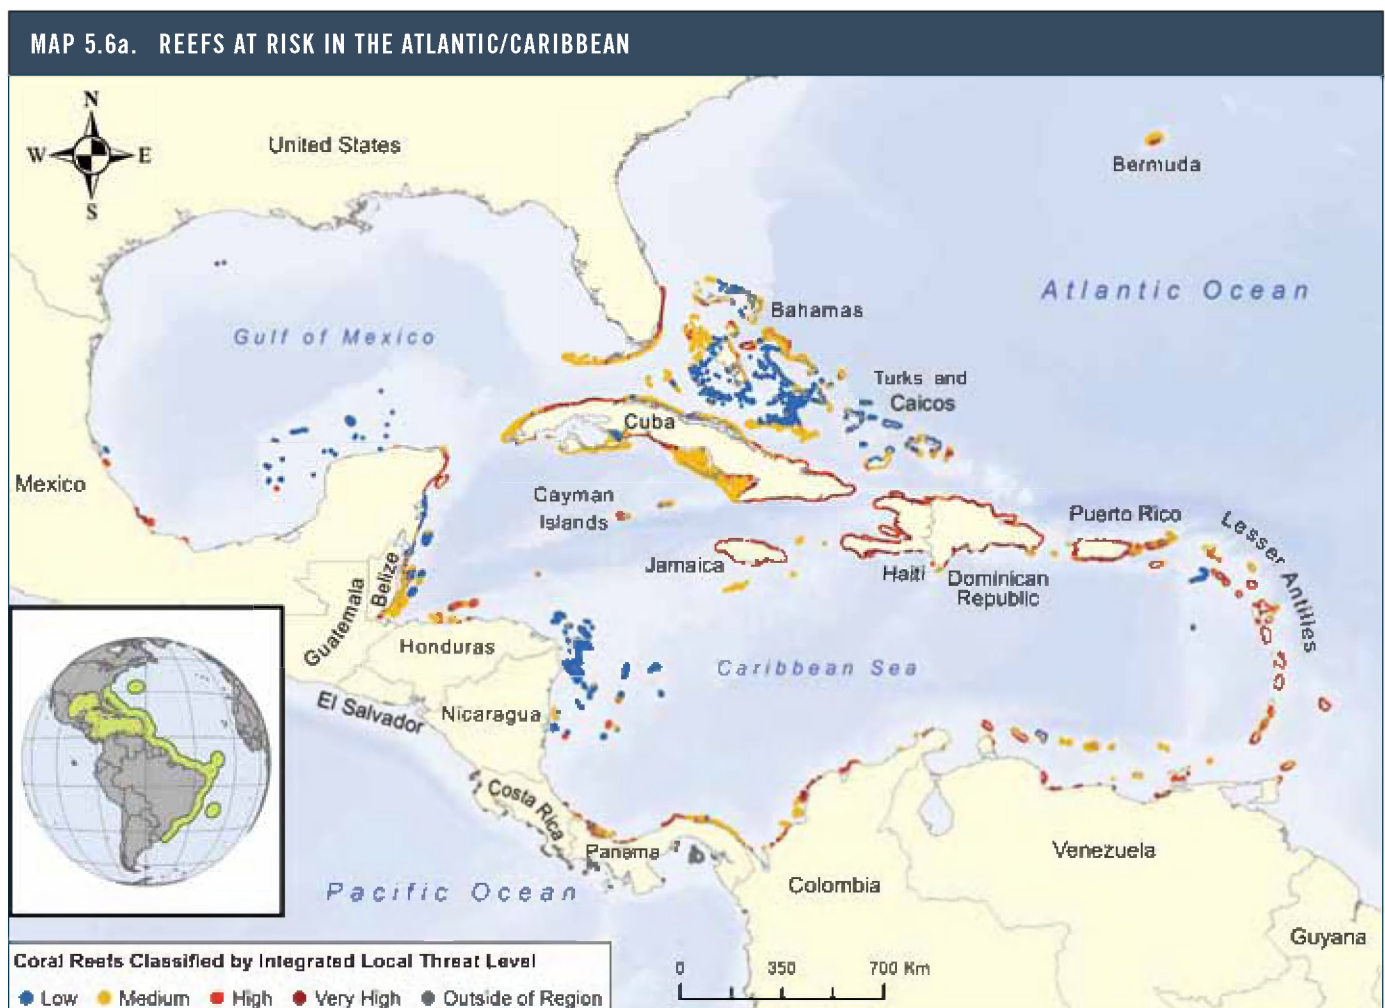 MAP 5.6a. REEFS AT RISK IN THE ATLANTIC/CARIBBEAN
N
W E
S
United States
Bermuda
Atlantic Ocean
Bahamas
Gulf of Mexico
Turks and
Caicos
Cuba
Mexico
Cayman
Islands
Puerto Rico
Lesser Antilles
Jamaica
Haiti
Dominican
Republic
Belize
Guatemala
Honduras
Caribbean Sea
El Salvador
Nicaragua
Costa Rica
Panama
Venezuela
Colombia
Pacific Ocean
Guyana
Coral Reefs Classified by Integrated Local Threat Level
Low Medium High Very High Outside of Region
0 350 700 Km